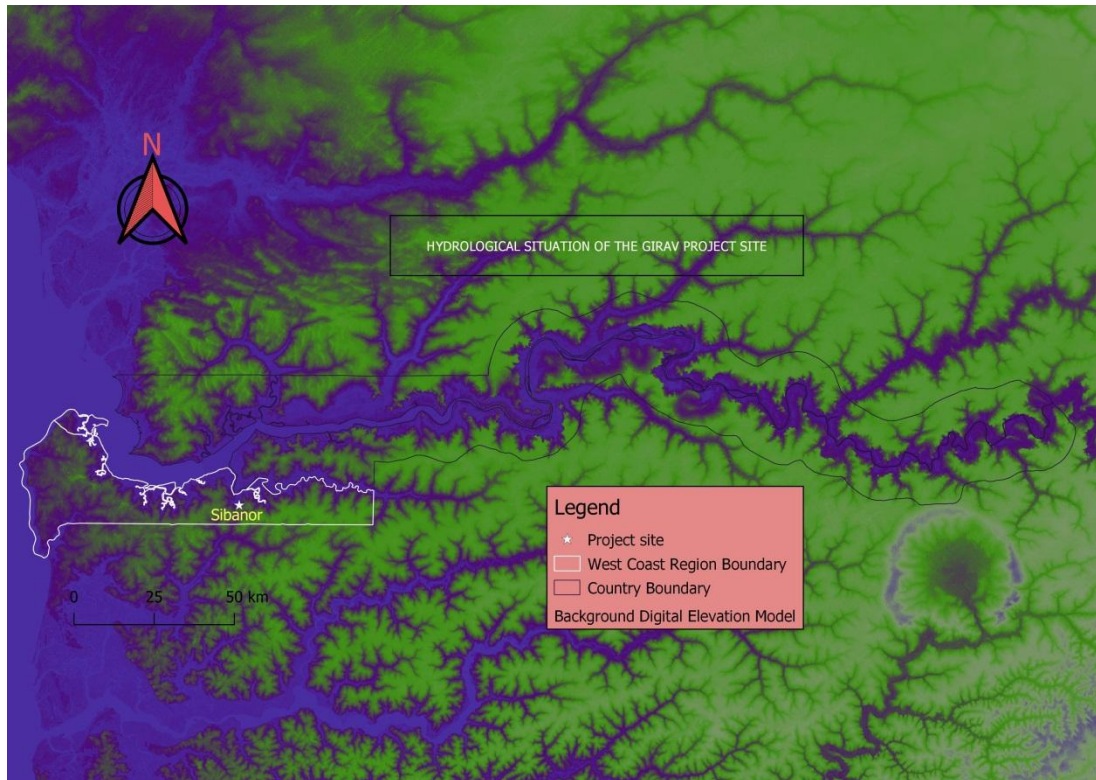 N
HYDROLOGICAL SITUATION OF THE GIRAV PROJECT SITE
Sibanor
0 25 50 km
Legend
Project site
West Coast Region Boundary
Country Boundary
Background Digital Elevation Model